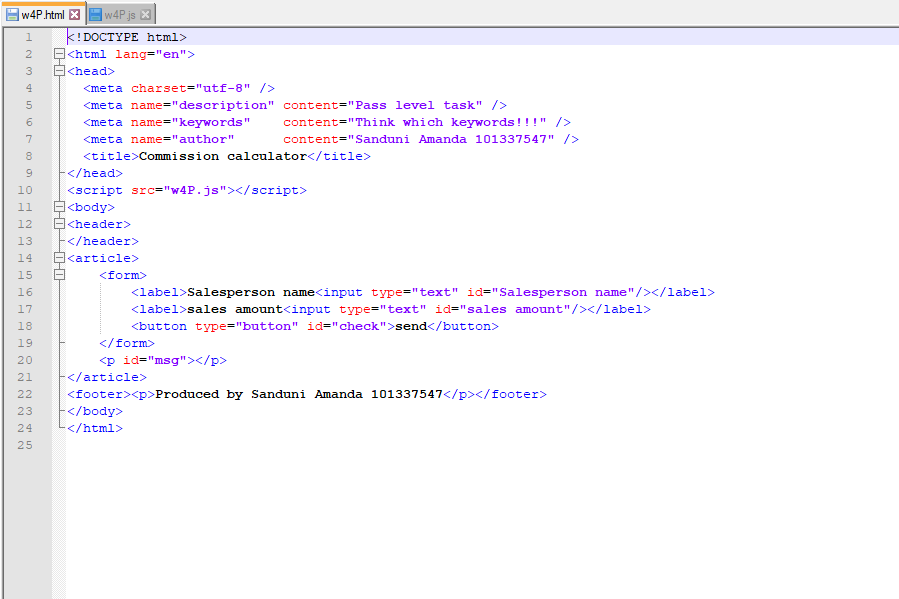 w4P.html w4P.js
1 <!DOCTYPE html>
2 <html lang="en">
3 <head>
4   <meta charset="utf-8" />
5   <meta name="description" content="Pass level task" />
6   <meta name="keywords"    content="Think which keywords!!!" />
7   <meta name="author"      content="Sanduni Amanda 101337547" />
8   <title>Commission calculator</title>
9 </head>
10 <script src="w4P.js"></script>
11 <body>
12 <header>
13 </header>
14 <article>
15     <form>
16         <label>Salesperson name<input type="text" id="Salesperson name"/></label>
17         <label>sales amount<input type="text" id="sales amount"/></label>
18         <button type="button" id="check">send</button>
19     </form>
20     <p id="msg"></p>
21 </article>
22 <footer><p>Produced by Sanduni Amanda 101337547</p></footer>
23 </body>
24 </html>
25